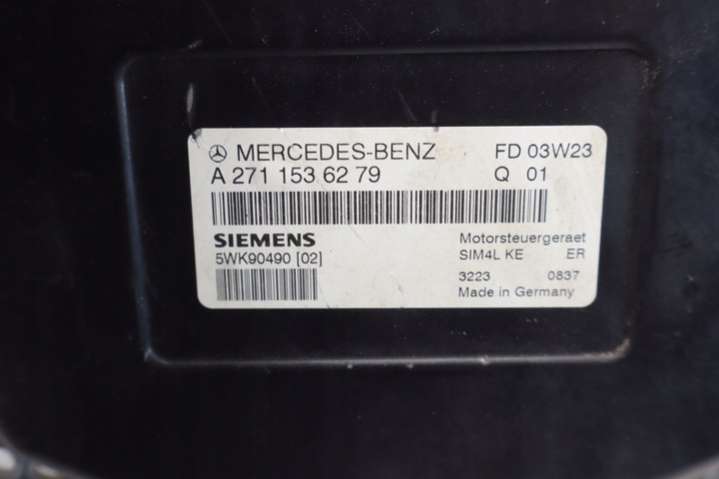 MERCEDES-BENZ FD 03W23
A 271 153 62 79 Q 01
SIEMENS Motorsteuergeraet
5WK90490 [02] SIM4L KE ER
3223 0837
Made in Germany